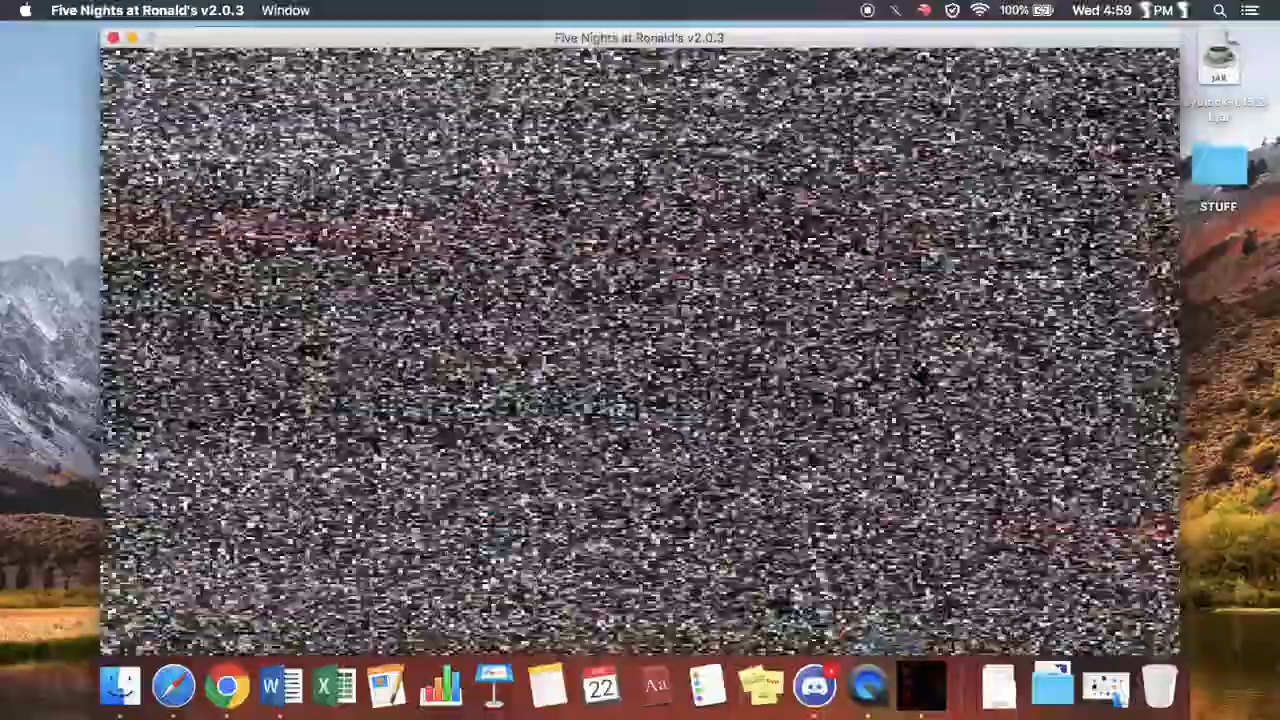 Five Nights at Ronald's v2.0.3 Window 100% Wed 4:59 PM
Five Nights at Ronald's v2.0.3
JAR
STUFF
W
X
22
Aa